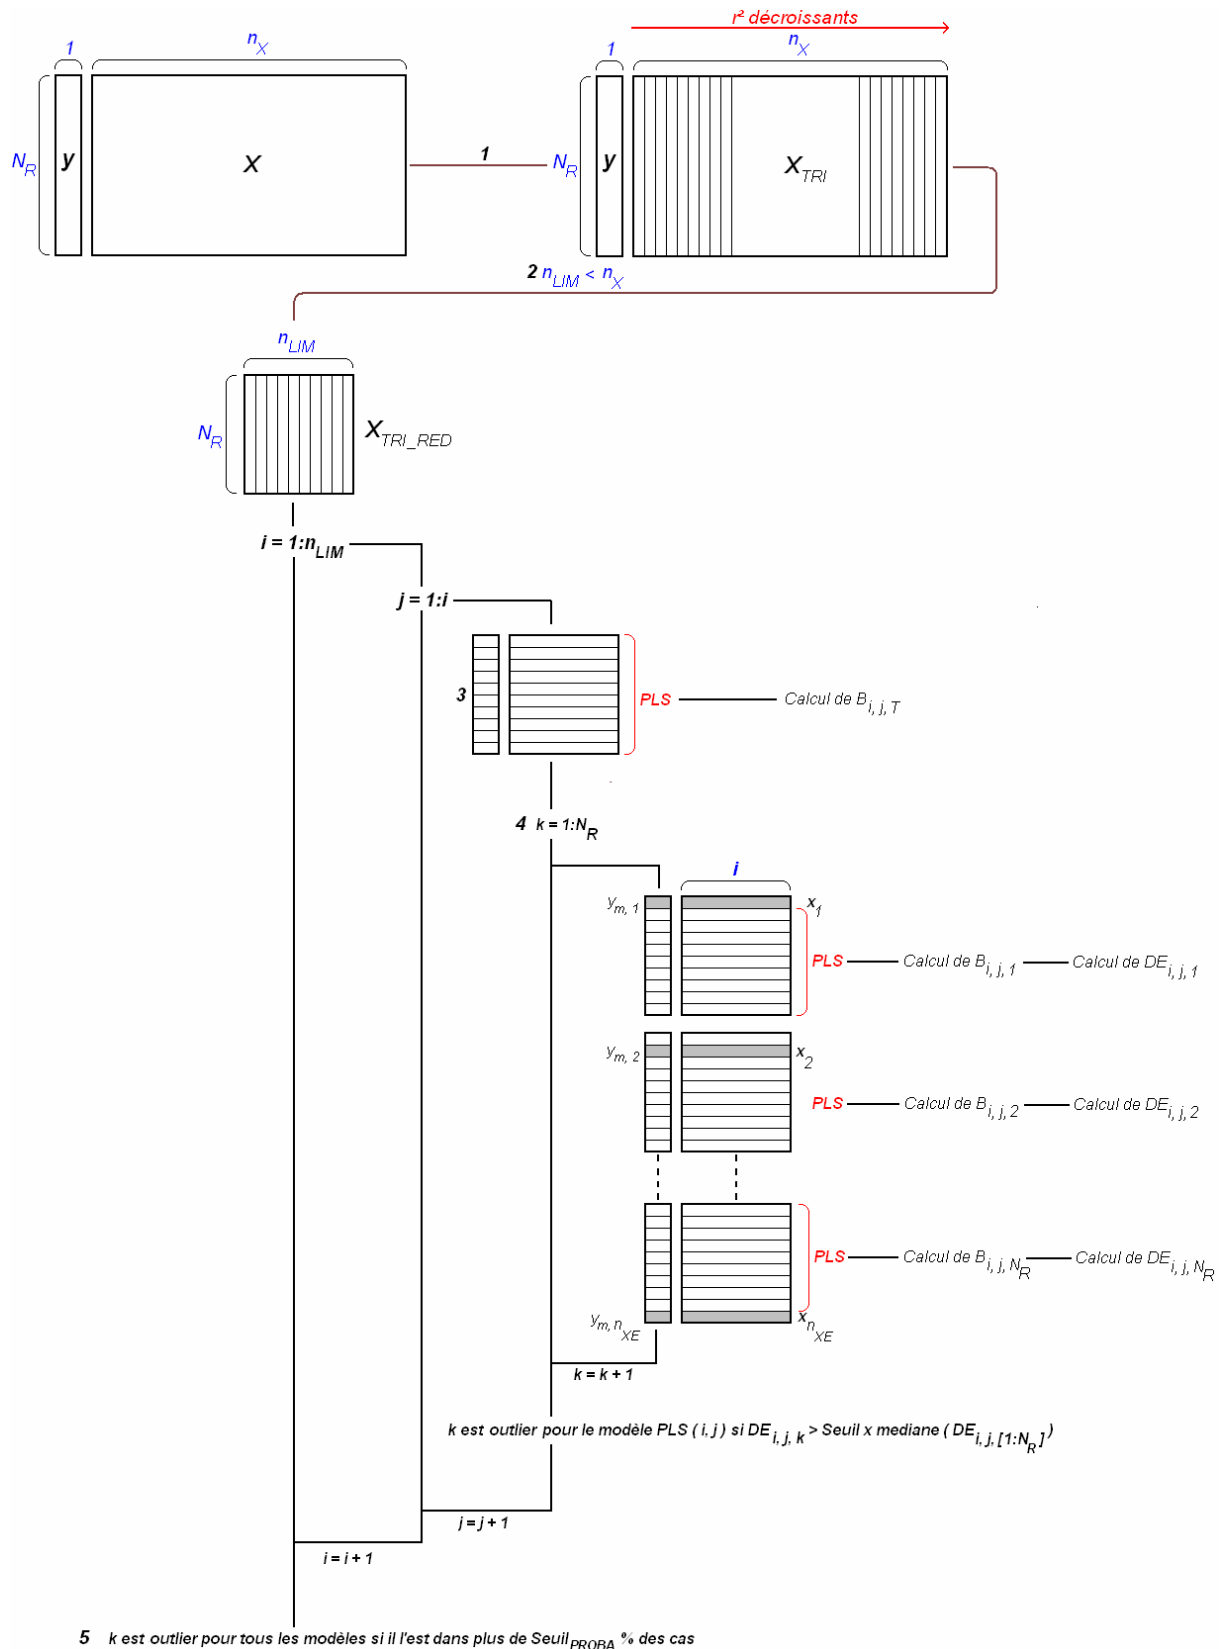 r² décroissants
1 n_X 1 n_X
N_R y X 1 N_R y X_TRI
2 n_LIM < n_X
n_LIM
N_R X_TRI_RED
i = 1:n_LIM
j = 1:i
3 PLS Calcul de B_i, j, T
4 k = 1:N_R
i
y_m, 1 x_1
PLS Calcul de B_i, j, 1 Calcul de DE_i, j, 1
y_m, 2 x_2
PLS Calcul de B_i, j, 2 Calcul de DE_i, j, 2
PLS Calcul de B_i, j, N_R Calcul de DE_i, j, N_R
y_m, n_XE x_n_XE
k = k + 1
k est outlier pour le modèle PLS ( i, j ) si DE_i, j, k > Seuil x mediane ( DE_i, j, [1:N_R] )
j = j + 1
i = i + 1
5 k est outlier pour tous les modèles si il l'est dans plus de Seuil_PROBA % des cas